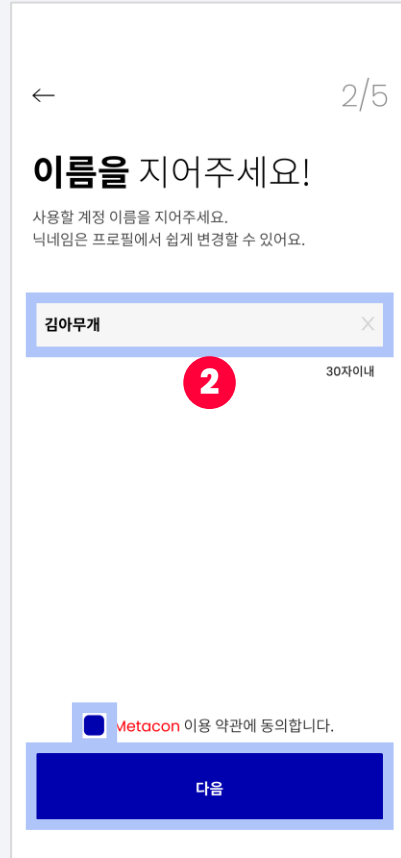 2/5
이름을 지어주세요!
사용할 계정 이름을 지어주세요.
닉네임은 프로필에서 쉽게 변경할 수 있어요.
김아무개
30자이내
2
Metacon 이용 약관에 동의합니다.
다음